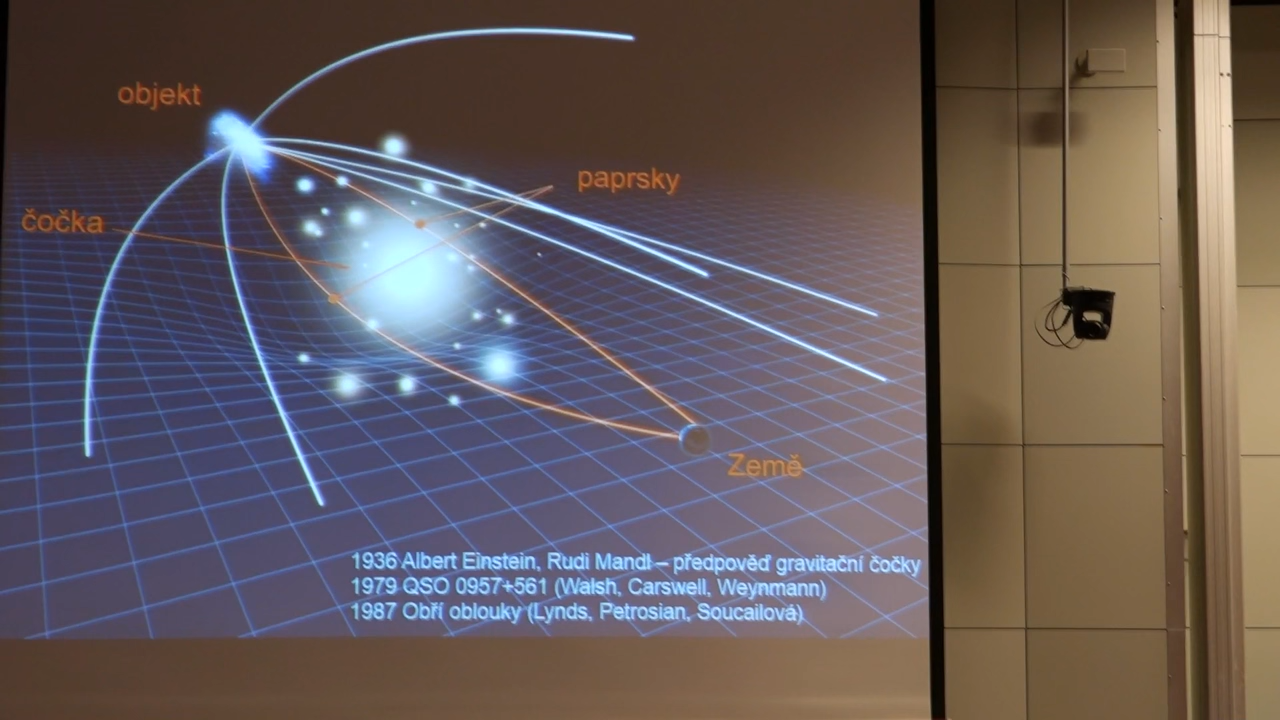 objekt
paprsky
čočka
Země
1936 Albert Einstein, Rudi Mandl – předpověď gravitační čočky
1979 QSO 0957+561 (Walsh, Carswell, Weynmann)
1987 Obří oblouky (Lynds, Petrosian, Soucailová)